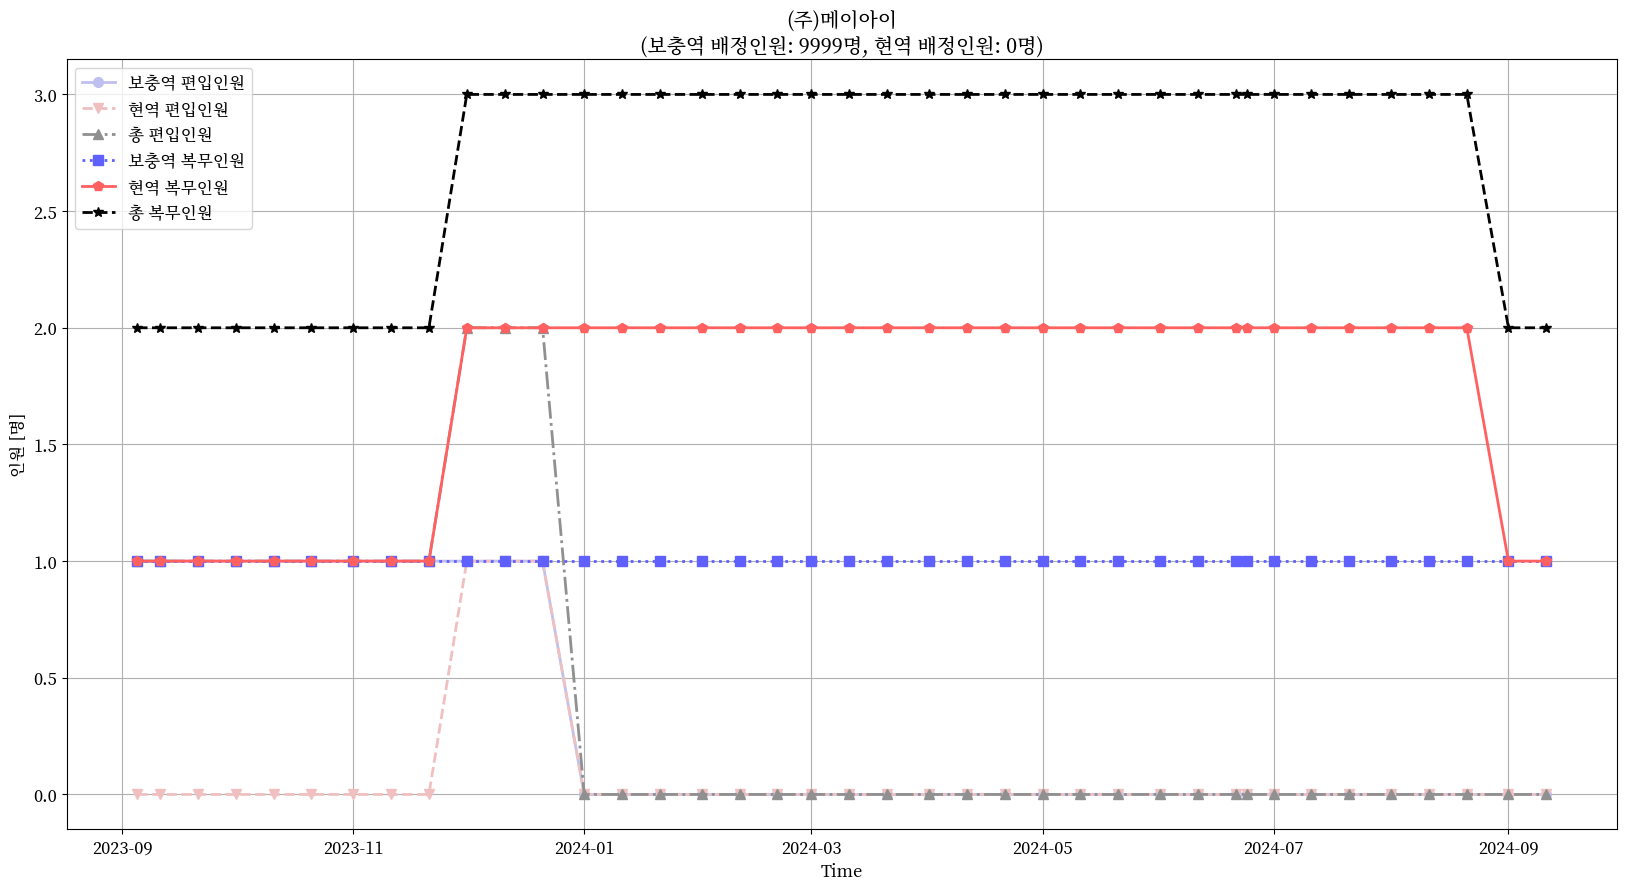 (주)메이아이
(보충역 배정인원: 9999명, 현역 배정인원: 0명)
보충역 편입인원
현역 편입인원
총 편입인원
보충역 복무인원
현역 복무인원
총 복무인원
3.0
2.5
2.0
1.5
1.0
0.5
0.0
인원 [명]
2023-09
2023-11
2024-01
2024-03
2024-05
2024-07
2024-09
Time